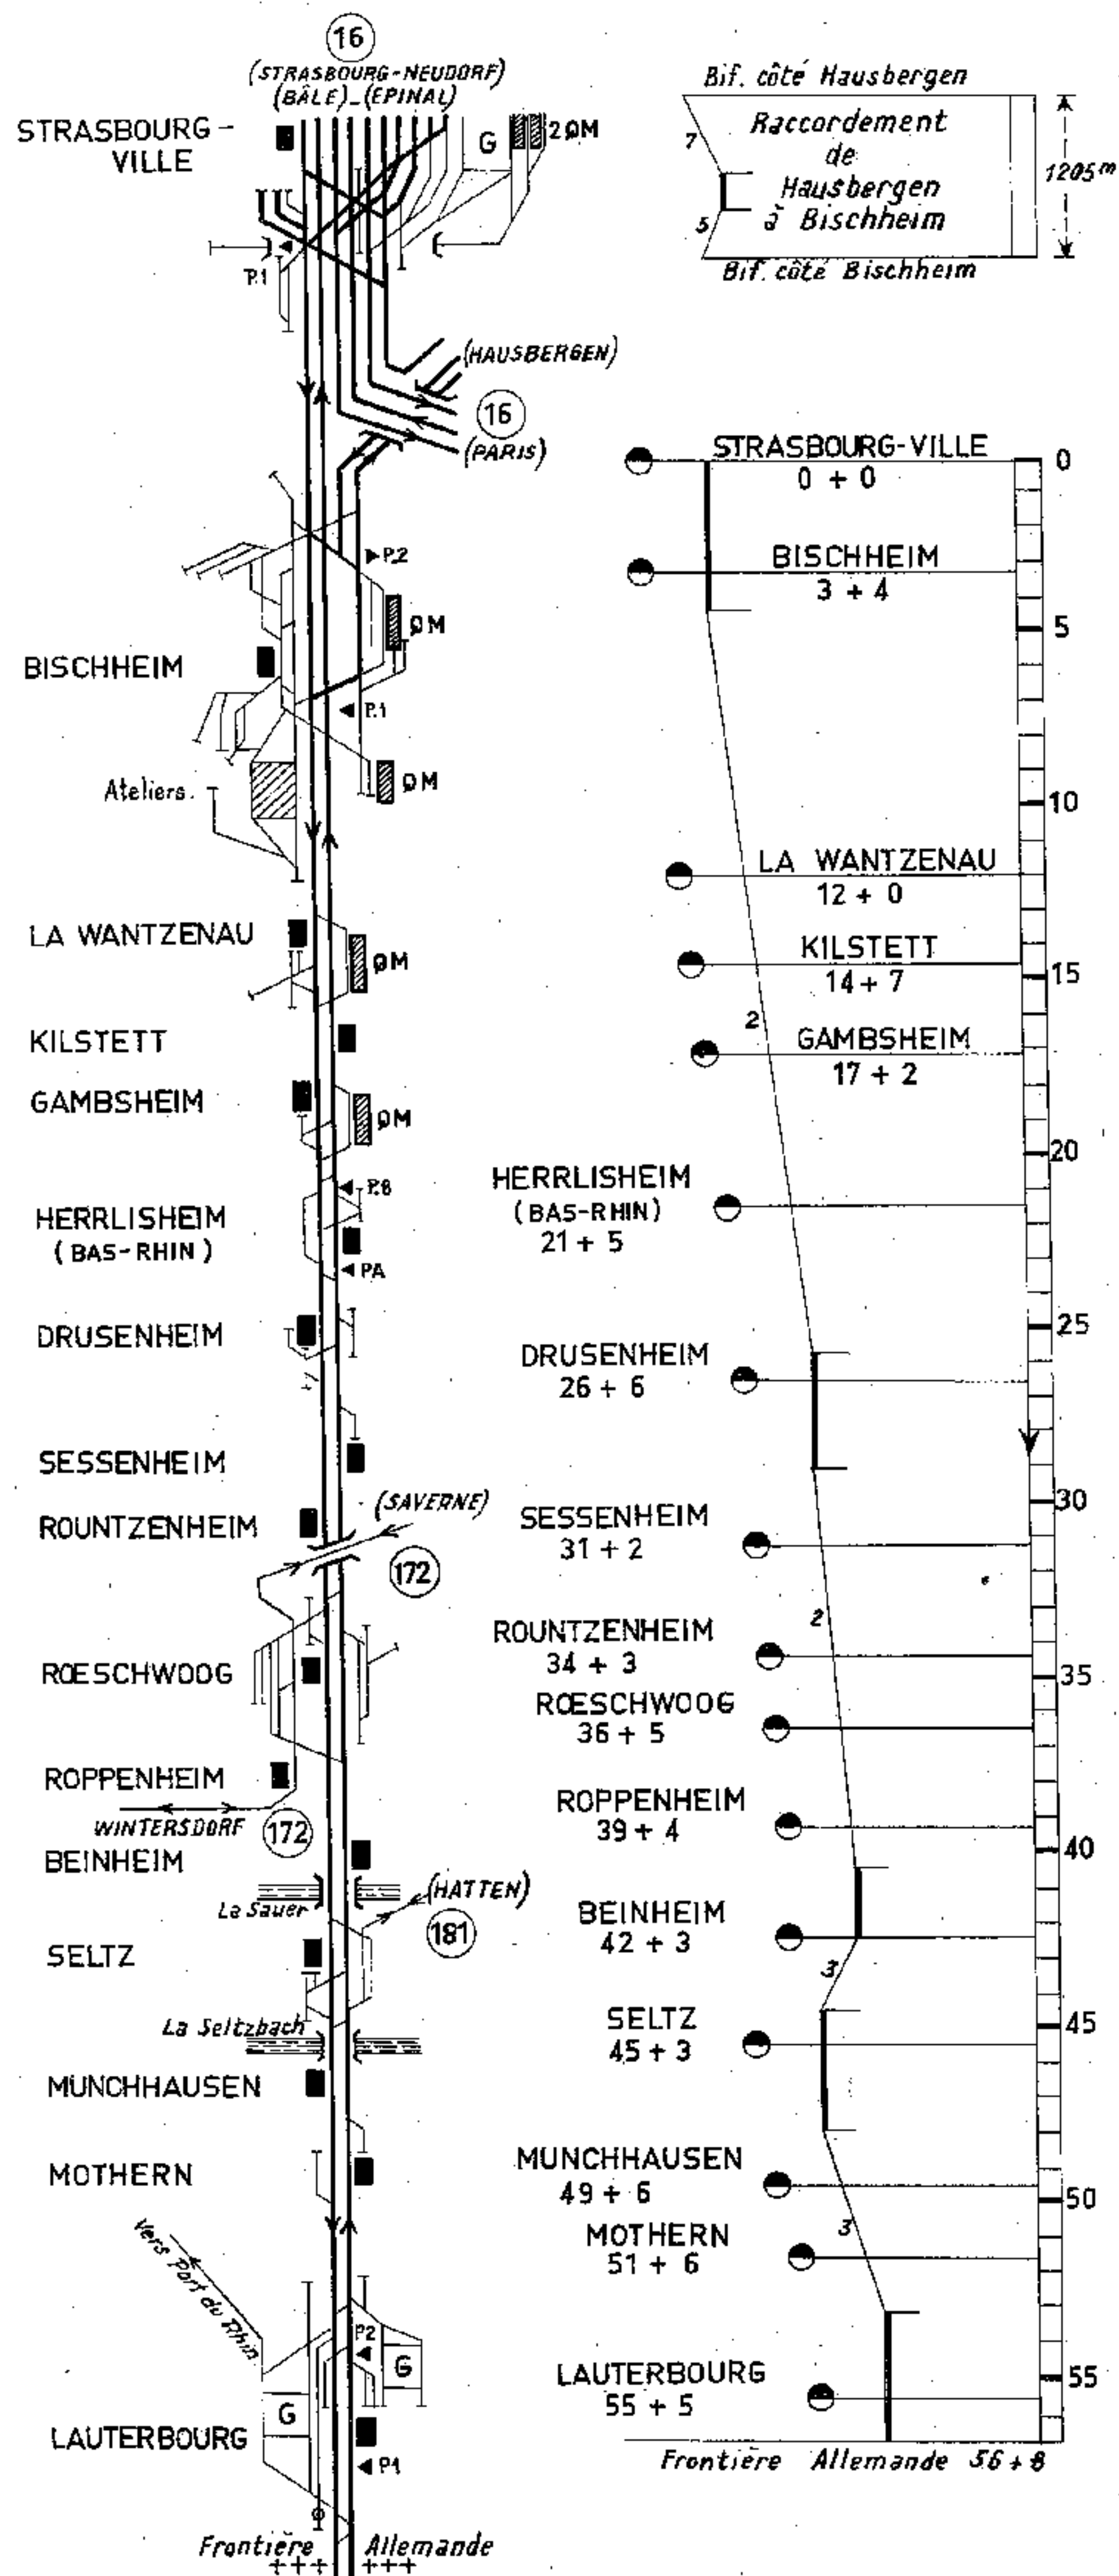 16
(STRASBOURG-NEUDORF)
(BÂLE)_(EPINAL)
STRASBOURG-
VILLE
G
2 ØM
P.1
(HAUSBERGEN)
16
(PARIS)
P.2
ØM
BISCHHEIM
P.1
Ateliers.
ØM
LA WANTZENAU
ØM
KILSTETT
GAMBSHEIM
ØM
HERRLISHEIM
(BAS-RHIN)
PA
DRUSENHEIM
SESSENHEIM
(SAVERNE)
ROUNTZENHEIM
172
RŒSCHWOOG
ROPPENHEIM
WINTERSDORF
172
BEINHEIM
(HATTEN)
La Sauer
181
SELTZ
La Seltzbach
MUNCHHAUSEN
MOTHERN
Vers Port du Rhin
P2
G
G
LAUTERBOURG
P1
Frontière Allemande
+++ +++
Bif. côté Hausbergen
7
Raccordement
de
Hausbergen
à Bischheim
5
1205 m
Bif. côté Bischheim
STRASBOURG-VILLE
0 + 0
0
BISCHHEIM
3 + 4
5
10
LA WANTZENAU
12 + 0
KILSTETT
14 + 7
15
2
GAMBSHEIM
17 + 2
20
HERRLISHEIM
(BAS-RHIN)
21 + 5
25
DRUSENHEIM
26 + 6
30
SESSENHEIM
31 + 2
2
ROUNTZENHEIM
34 + 3
35
RŒSCHWOOG
36 + 5
ROPPENHEIM
39 + 4
40
BEINHEIM
42 + 3
3
SELTZ
45 + 3
45
MUNCHHAUSEN
49 + 6
50
3
MOTHERN
51 + 6
LAUTERBOURG
55 + 5
55
Frontière Allemande 56 + 8